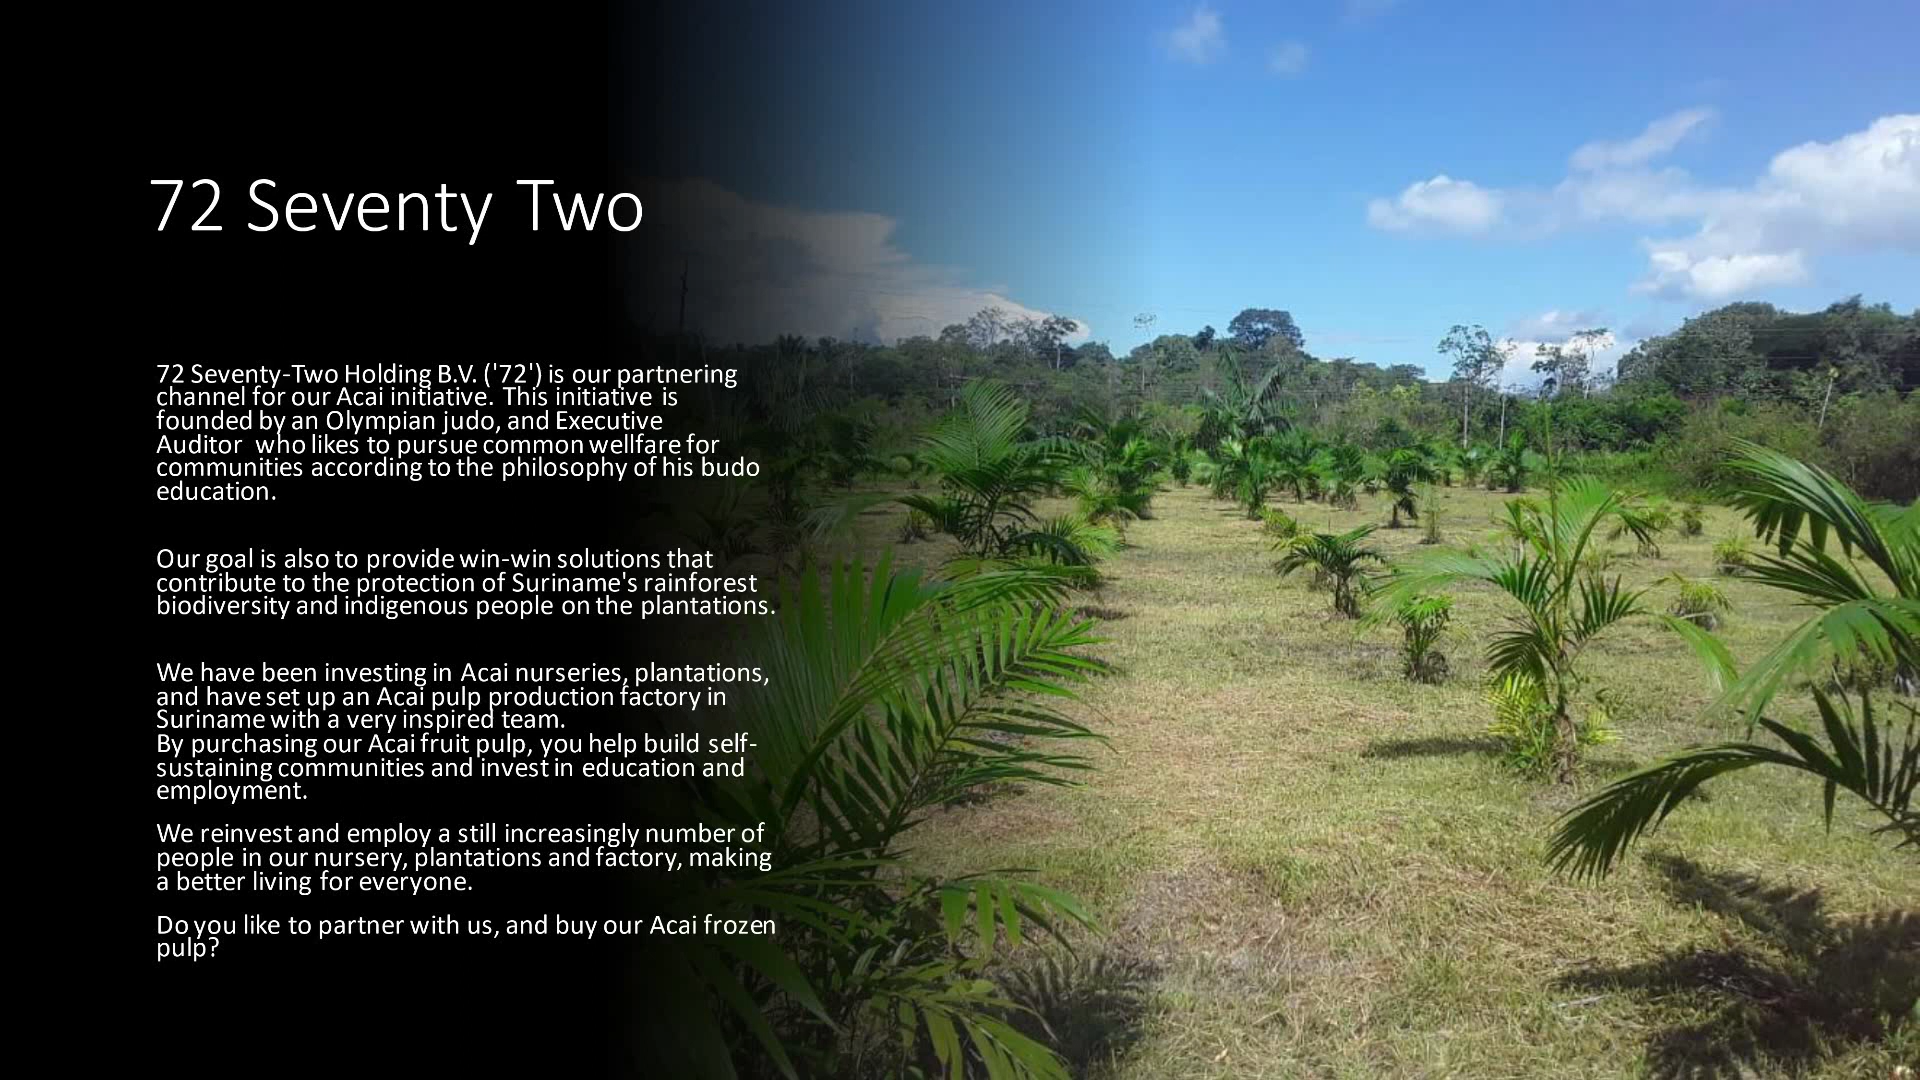 72 Seventy Two
72 Seventy-Two Holding B.V. ('72') is our partnering
channel for our Acai initiative. This initiative is
founded by an Olympian judo, and Executive
Auditor  who likes to pursue common wellfare for
communities according to the philosophy of his budo
education.
Our goal is also to provide win-win solutions that
contribute to the protection of Suriname's rainforest
biodiversity and indigenous people on the plantations.
We have been investing in Acai nurseries, plantations,
and have set up an Acai pulp production factory in
Suriname with a very inspired team.
By purchasing our Acai fruit pulp, you help build self-
sustaining communities and invest in education and
employment.
We reinvest and employ a still increasingly number of
people in our nursery, plantations and factory, making
a better living for everyone.
Do you like to partner with us, and buy our Acai frozen
pulp?